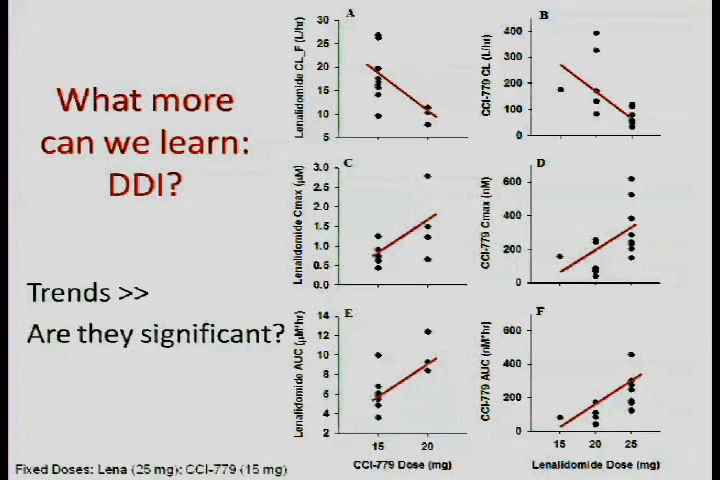 What more
can we learn:
DDI?
Trends >>
Are they significant?
Fixed Doses: Lena (25 mg); CCI-779 (15 mg)
A
Lenalidomide CL_F (L/hr)
30
25
20
15
10
5
B
CCI-779 CL (L/hr)
400
300
200
100
0
C
Lenalidomide Cmax (µM)
3.0
2.5
2.0
1.5
1.0
0.5
0.0
D
CCI-779 Cmax (nM)
600
400
200
0
E
Lenalidomide AUC (µM*hr)
14
12
10
8
6
4
2
15 20
CCI-779 Dose (mg)
F
CCI-779 AUC (nM*hr)
600
400
200
0
15 20 25
Lenalidomide Dose (mg)